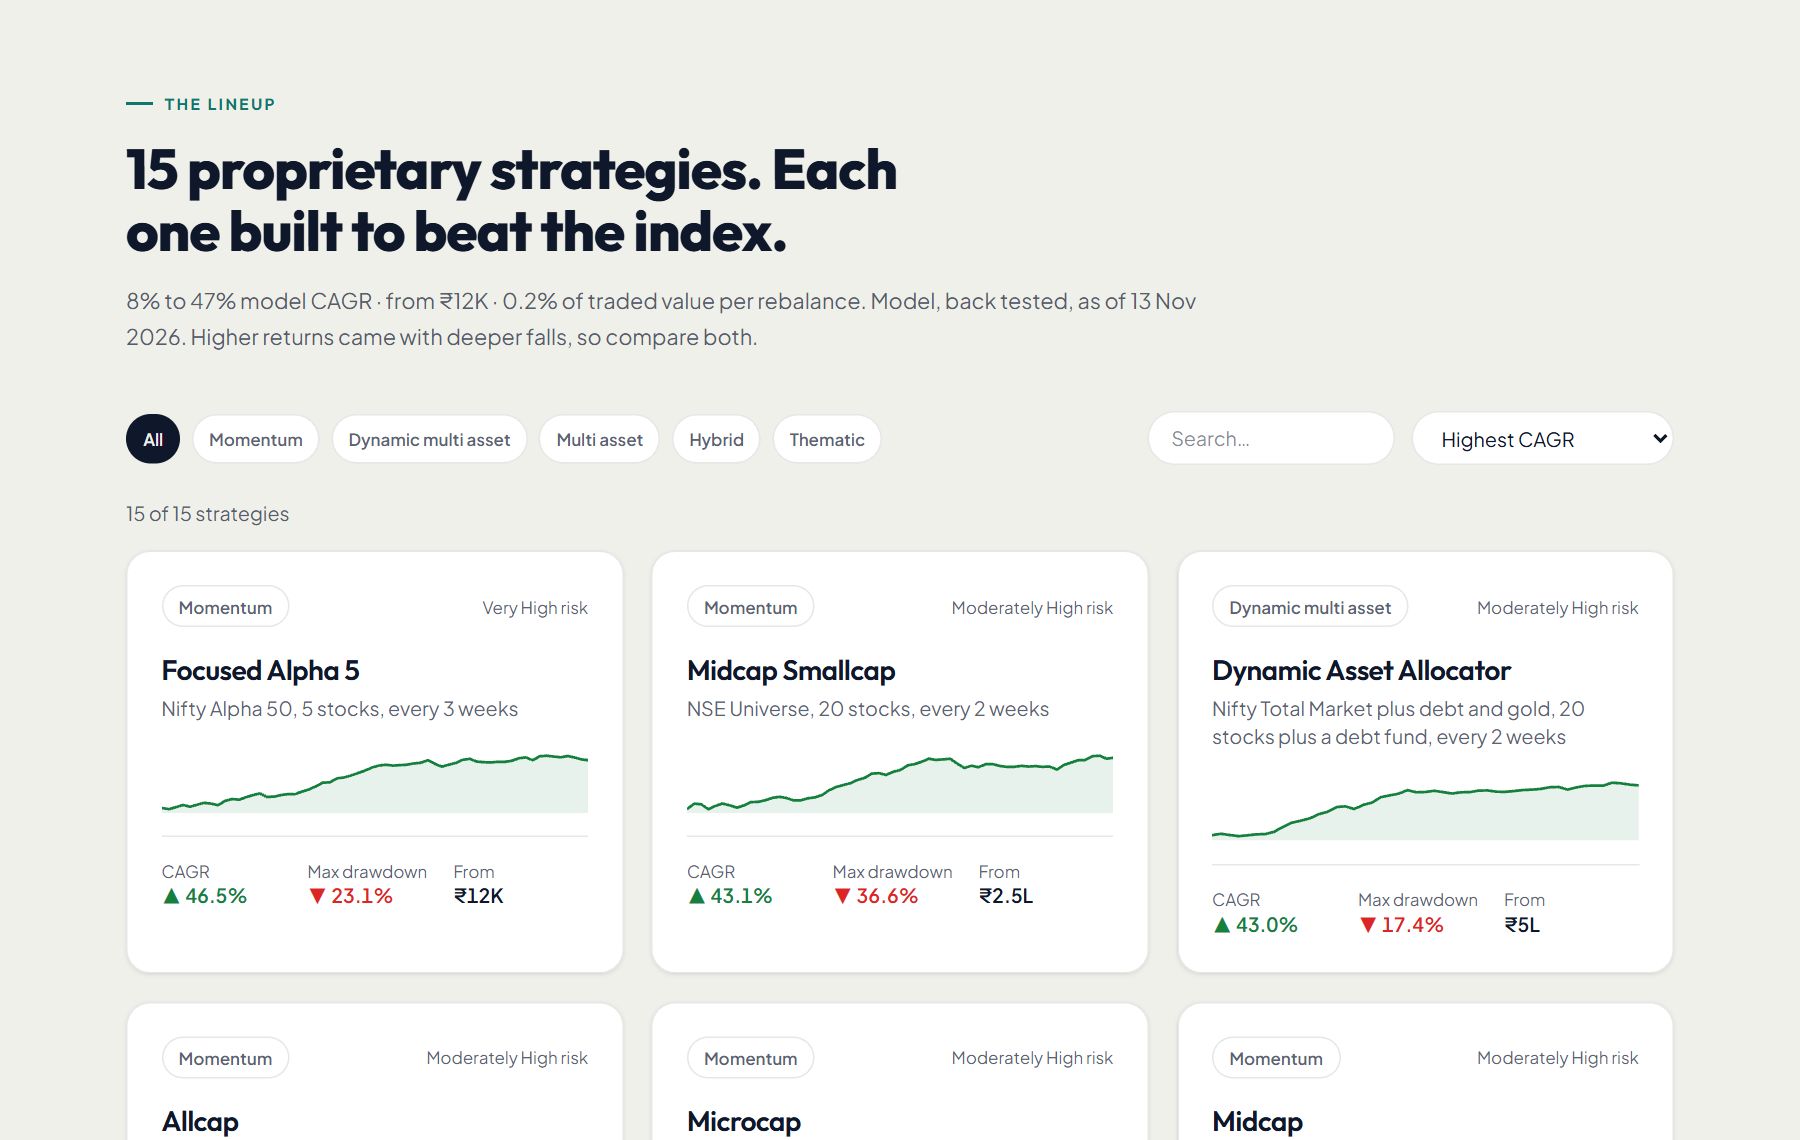 THE LINEUP
15 proprietary strategies. Each
one built to beat the index.
8% to 47% model CAGR · from ₹12K · 0.2% of traded value per rebalance. Model, back tested, as of 13 Nov
2026. Higher returns came with deeper falls, so compare both.
All Momentum Dynamic multi asset Multi asset Hybrid Thematic Search... Highest CAGR
15 of 15 strategies
Momentum Very High risk
Focused Alpha 5
Nifty Alpha 50, 5 stocks, every 3 weeks
CAGR Max drawdown From
▲ 46.5% ▼ 23.1% ₹12K
Momentum Moderately High risk
Midcap Smallcap
NSE Universe, 20 stocks, every 2 weeks
CAGR Max drawdown From
▲ 43.1% ▼ 36.6% ₹2.5L
Dynamic multi asset Moderately High risk
Dynamic Asset Allocator
Nifty Total Market plus debt and gold, 20
stocks plus a debt fund, every 2 weeks
CAGR Max drawdown From
▲ 43.0% ▼ 17.4% ₹5L
Momentum Moderately High risk
Allcap
Momentum Moderately High risk
Microcap
Momentum Moderately High risk
Midcap